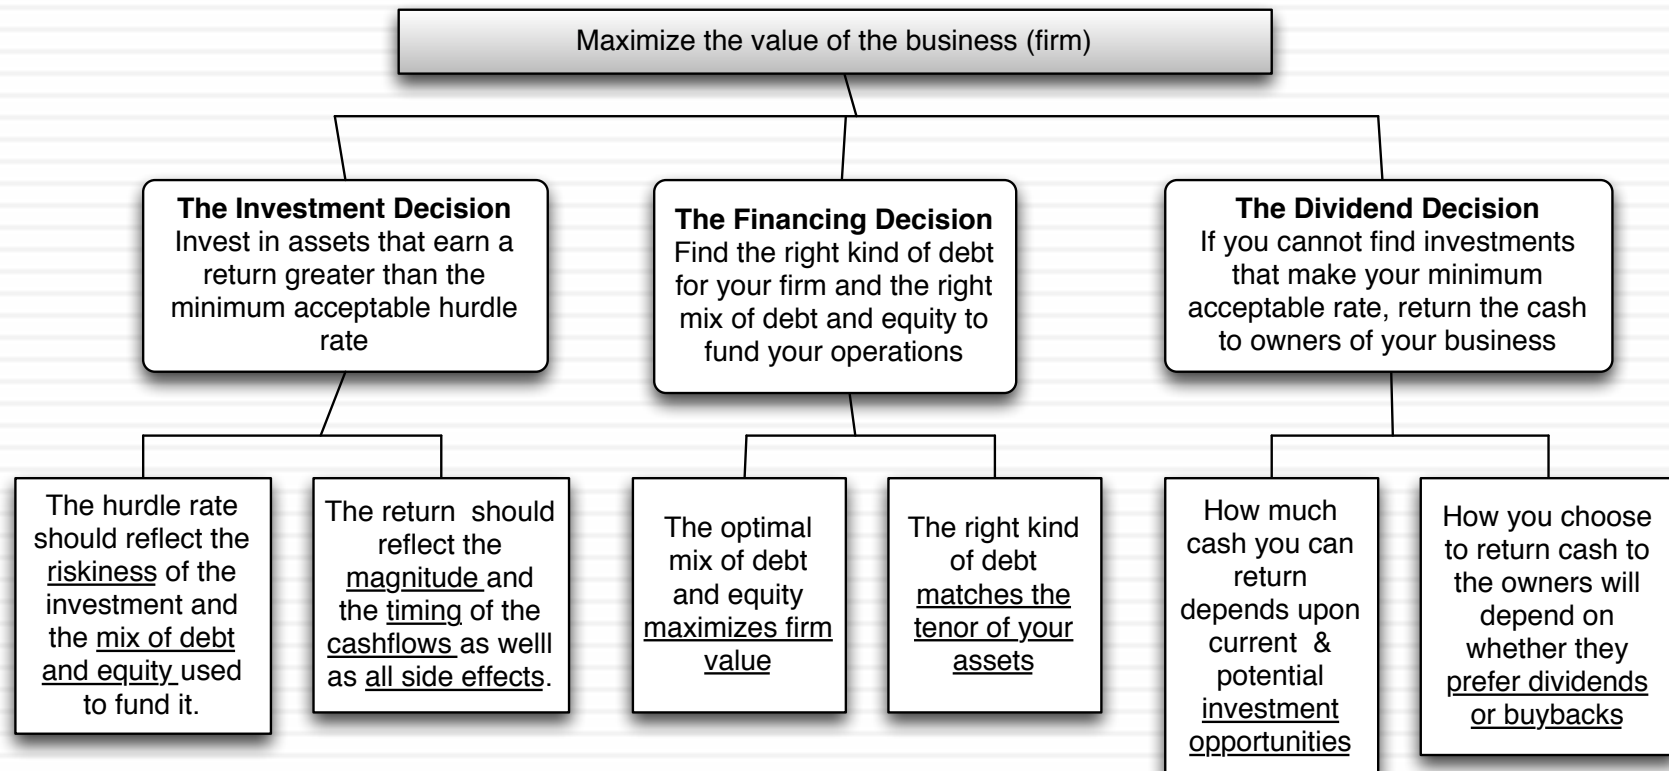 Maximize the value of the business (firm)
The Investment Decision
Invest in assets that earn a
return greater than the
minimum acceptable hurdle
rate
The Financing Decision
Find the right kind of debt
for your firm and the right
mix of debt and equity to
fund your operations
The Dividend Decision
If you cannot find investments
that make your minimum
acceptable rate, return the cash
to owners of your business
The hurdle rate
should reflect the
riskiness of the
investment and
the mix of debt
and equity used
to fund it.
The return  should
reflect the
magnitude and
the timing of the
cashflows as welll
as all side effects.
The optimal
mix of debt
and equity
maximizes firm
value
The right kind
of debt
matches the
tenor of your
assets
How much
cash you can
return
depends upon
current  &
potential
investment
opportunities
How you choose
to return cash to
the owners will
depend on
whether they
prefer dividends
or buybacks